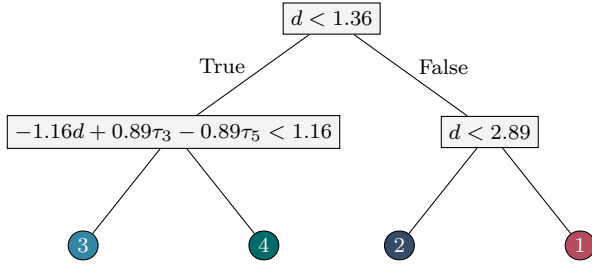 d < 1.36
True
False
−1.16d + 0.89τ₃ − 0.89τ₅ < 1.16
d < 2.89
3
4
2
1